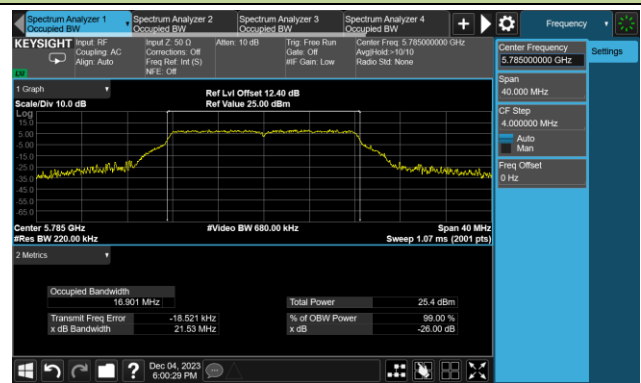 Spectrum Analyzer 1
Occupied BW
Spectrum Analyzer 2
Occupied BW
Spectrum Analyzer 3
Occupied BW
Spectrum Analyzer 4
Occupied BW
Frequency
KEYSIGHT
Input: RF
Coupling: AC
Align: Auto
Input Z: 50 Ω
Corrections: Off
Freq Ref: Int (S)
NFE: Off
Atten: 10 dB
Trig: Free Run
Gate: Off
#IF Gain: Low
Center Freq: 5.785000000 GHz
Avg|Hold:>10/10
Radio Std: None
Center Frequency
5.785000000 GHz
Settings
Span
40.000 MHz
CF Step
4.000000 MHz
Auto
Man
Freq Offset
0 Hz
1 Graph
Scale/Div 10.0 dB
Ref Lvl Offset 12.40 dB
Ref Value 25.00 dBm
Log
15.0
5.00
-5.00
-15.0
-25.0
-35.0
-45.0
-55.0
-65.0
Center 5.785 GHz
#Video BW 680.00 kHz
Span 40 MHz
#Res BW 220.00 kHz
Sweep 1.07 ms (2001 pts)
2 Metrics
Occupied Bandwidth
16.901 MHz
Total Power 25.4 dBm
Transmit Freq Error -18.521 kHz
% of OBW Power 99.00 %
x dB Bandwidth 21.53 MHz
x dB -26.00 dB
Dec 04, 2023
6:00:29 PM